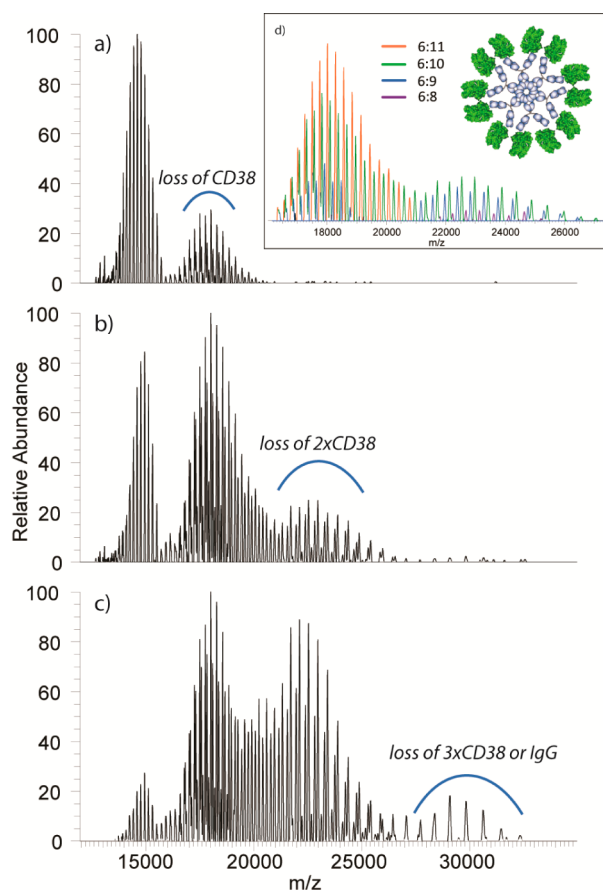 a)
100
80
60
40
20
0
loss of CD38
d)
6:11
6:10
6:9
6:8
18000 20000 22000 24000 26000
m/z
b)
100
80
60
40
20
0
loss of 2xCD38
Relative Abundance
c)
100
80
60
40
20
0
loss of 3xCD38 or IgG
15000 20000 25000 30000
m/z